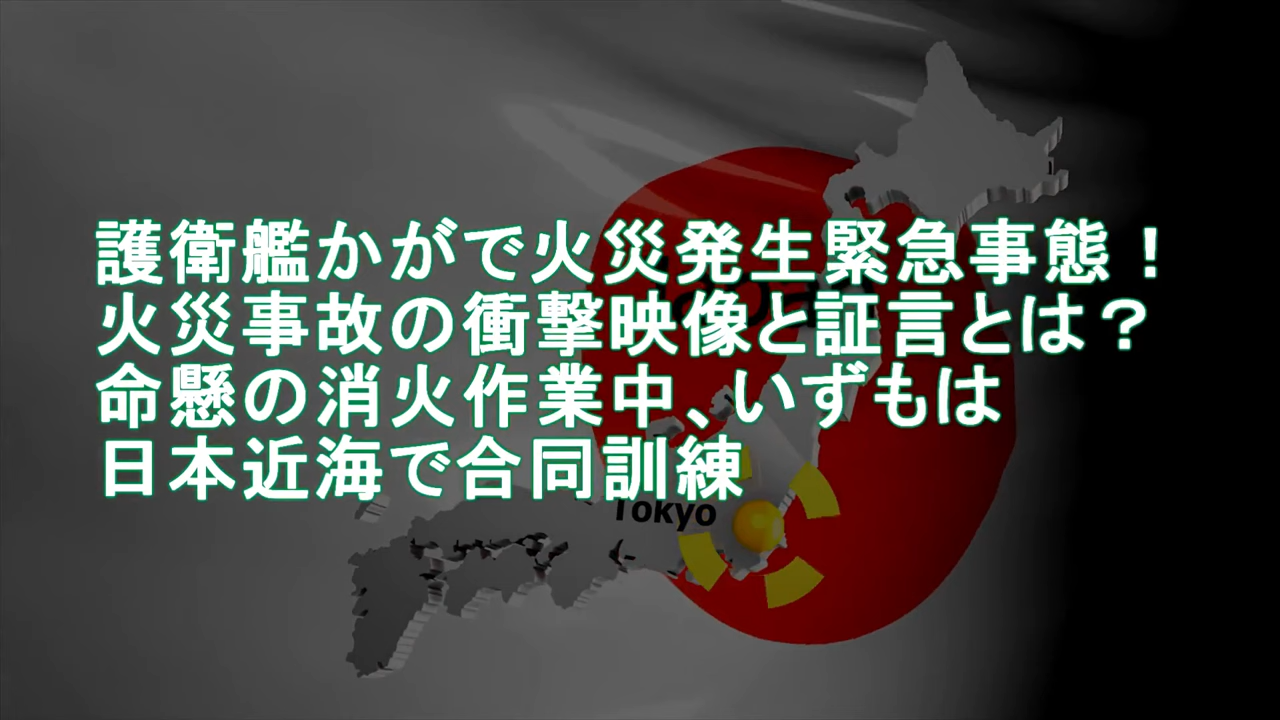 護衛艦かがで火災発生緊急事態！
火災事故の衝撃映像と証言とは？
命懸の消火作業中、いずもは
日本近海で合同訓練
Tokyo